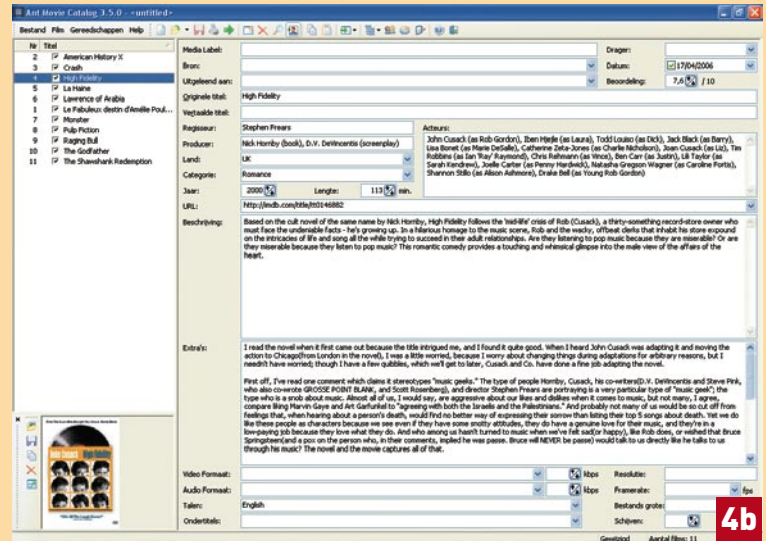 Ant Movie Catalog 3.5.0 - <untitled>
Bestand Film Gereedschappen Help
Nr Titel
2 American History X
3 Crash
4 High Fidelity
5 La Haine
6 Lawrence of Arabia
1 Le Fabuleux destin d'Amélie Poul...
7 Monster
8 Pulp Fiction
9 Raging Bull
10 The Godfather
11 The Shawshank Redemption
Media Label:
Drager:
Bron:
Datum: 17/04/2006
Uitgeleend aan:
Beoordeling: 7,6 / 10
Originele titel: High Fidelity
Vertaalde titel:
Regisseur: Stephen Frears
Producer: Nick Hornby (book), D.V. DeVincentis (screenplay)
Land: UK
Categorie: Romance
Jaar: 2000 Lengte: 113 min.
Acteurs:
John Cusack (as Rob Gordon), Iben Hjejle (as Laura), Todd Louiso (as Dick), Jack Black (as Barry),
Lisa Bonet (as Marie DeSalle), Catherine Zeta-Jones (as Charlie Nicholson), Joan Cusack (as Liz), Tim
Robbins (as Ian 'Ray' Raymond), Chris Rehmann (as Vince), Ben Carr (as Justin), Lili Taylor (as
Sarah Kendrew), Joelle Carter (as Penny Hardwick), Natasha Gregson Wagner (as Caroline Fortis),
Shannon Stillo (as Alison Ashmore), Drake Bell (as Young Rob Gordon)
URL: http://imdb.com/title/tt0146882
Beschrijving: Based on the cult novel of the same name by Nick Hornby, High Fidelity follows the 'mid-life' crisis of Rob (Cusack), a thirty-something record-store owner who
must face the undeniable facts - he's growing up. In a hilarious homage to the music scene, Rob and the wacky, offbeat clerks that inhabit his store expound
on the intricacies of life and song all the while trying to succeed in their adult relationships. Are they listening to pop music because they are miserable? Or are
they miserable because they listen to pop music? This romantic comedy provides a touching and whimsical glimpse into the male view of the affairs of the
heart.
Extra's: I read the novel when it first came out because the title intrigued me, and I found it quite good. When I heard John Cusack was adapting it and moving the
action to Chicago(from London in the novel), I was a little worried, because I worry about changing things during adaptations for arbitrary reasons, but I
needn't have worried; though I have a few quibbles, which we'll get to later, Cusack and Co. have done a fine job adapting the novel.
First off, I've read one comment which claims it stereotypes "music geeks." The type of people Hornby, Cusack, his co-writers(D.V. DeVincentis and Steve Pink,
who also co-wrote GROSSE POINT BLANK, and Scott Rosenberg), and director Stephen Frears are portraying is a very particular type of "music geek"; the
type who is a snob about music. Almost all of us, I would say, are aggressive about our likes and dislikes when it comes to music, but not many, I agree,
compare liking Marvin Gaye and Art Garfunkel to "agreeing with both the Israelis and the Palestinians." And probably not many of us would be so cut off from
feelings that, when hearing about a person's death, would find no better way of expressing their sorrow than listing their top 5 songs about death. Yet we do
like these people as characters because we see even if they have some snotty attitudes, they do have a genuine love for their music, and they're in a
low-paying job because they love what they do. And who among us hasn't turned to music when we've felt sad(or happy), like Rob does, or wished that Bruce
Springsteen(and a pox on the person who, in their comments, implied he was passe. Bruce will NEVER be passe) would talk to us directly like he talks to us
through his music? The novel and the movie captures all of that.
John Cusack High Fidelity
Video Formaat: kbps Resolutie:
Audio Formaat: kbps Framerate: fps
Talen: English Bestands grote:
Ondertitels: Schijven:
Gewijzigd Aantal films: 11
4b